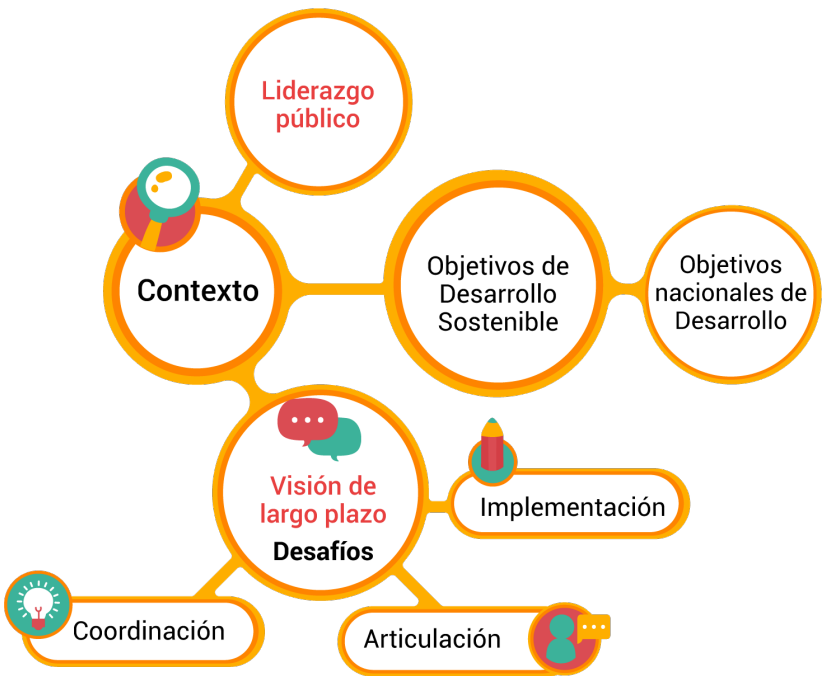 Liderazgo
público
Contexto
Objetivos de
Desarrollo
Sostenible
Objetivos
nacionales de
Desarrollo
Visión de
largo plazo
Desafíos
Implementación
Coordinación
Articulación